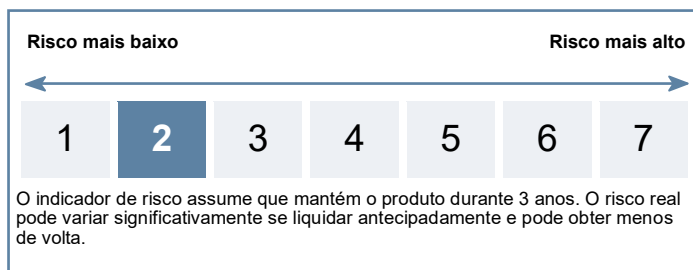 Risco mais baixo Risco mais alto
1 2 3 4 5 6 7
O indicador de risco assume que mantém o produto durante 3 anos. O risco real
pode variar significativamente se liquidar antecipadamente e pode obter menos
de volta.